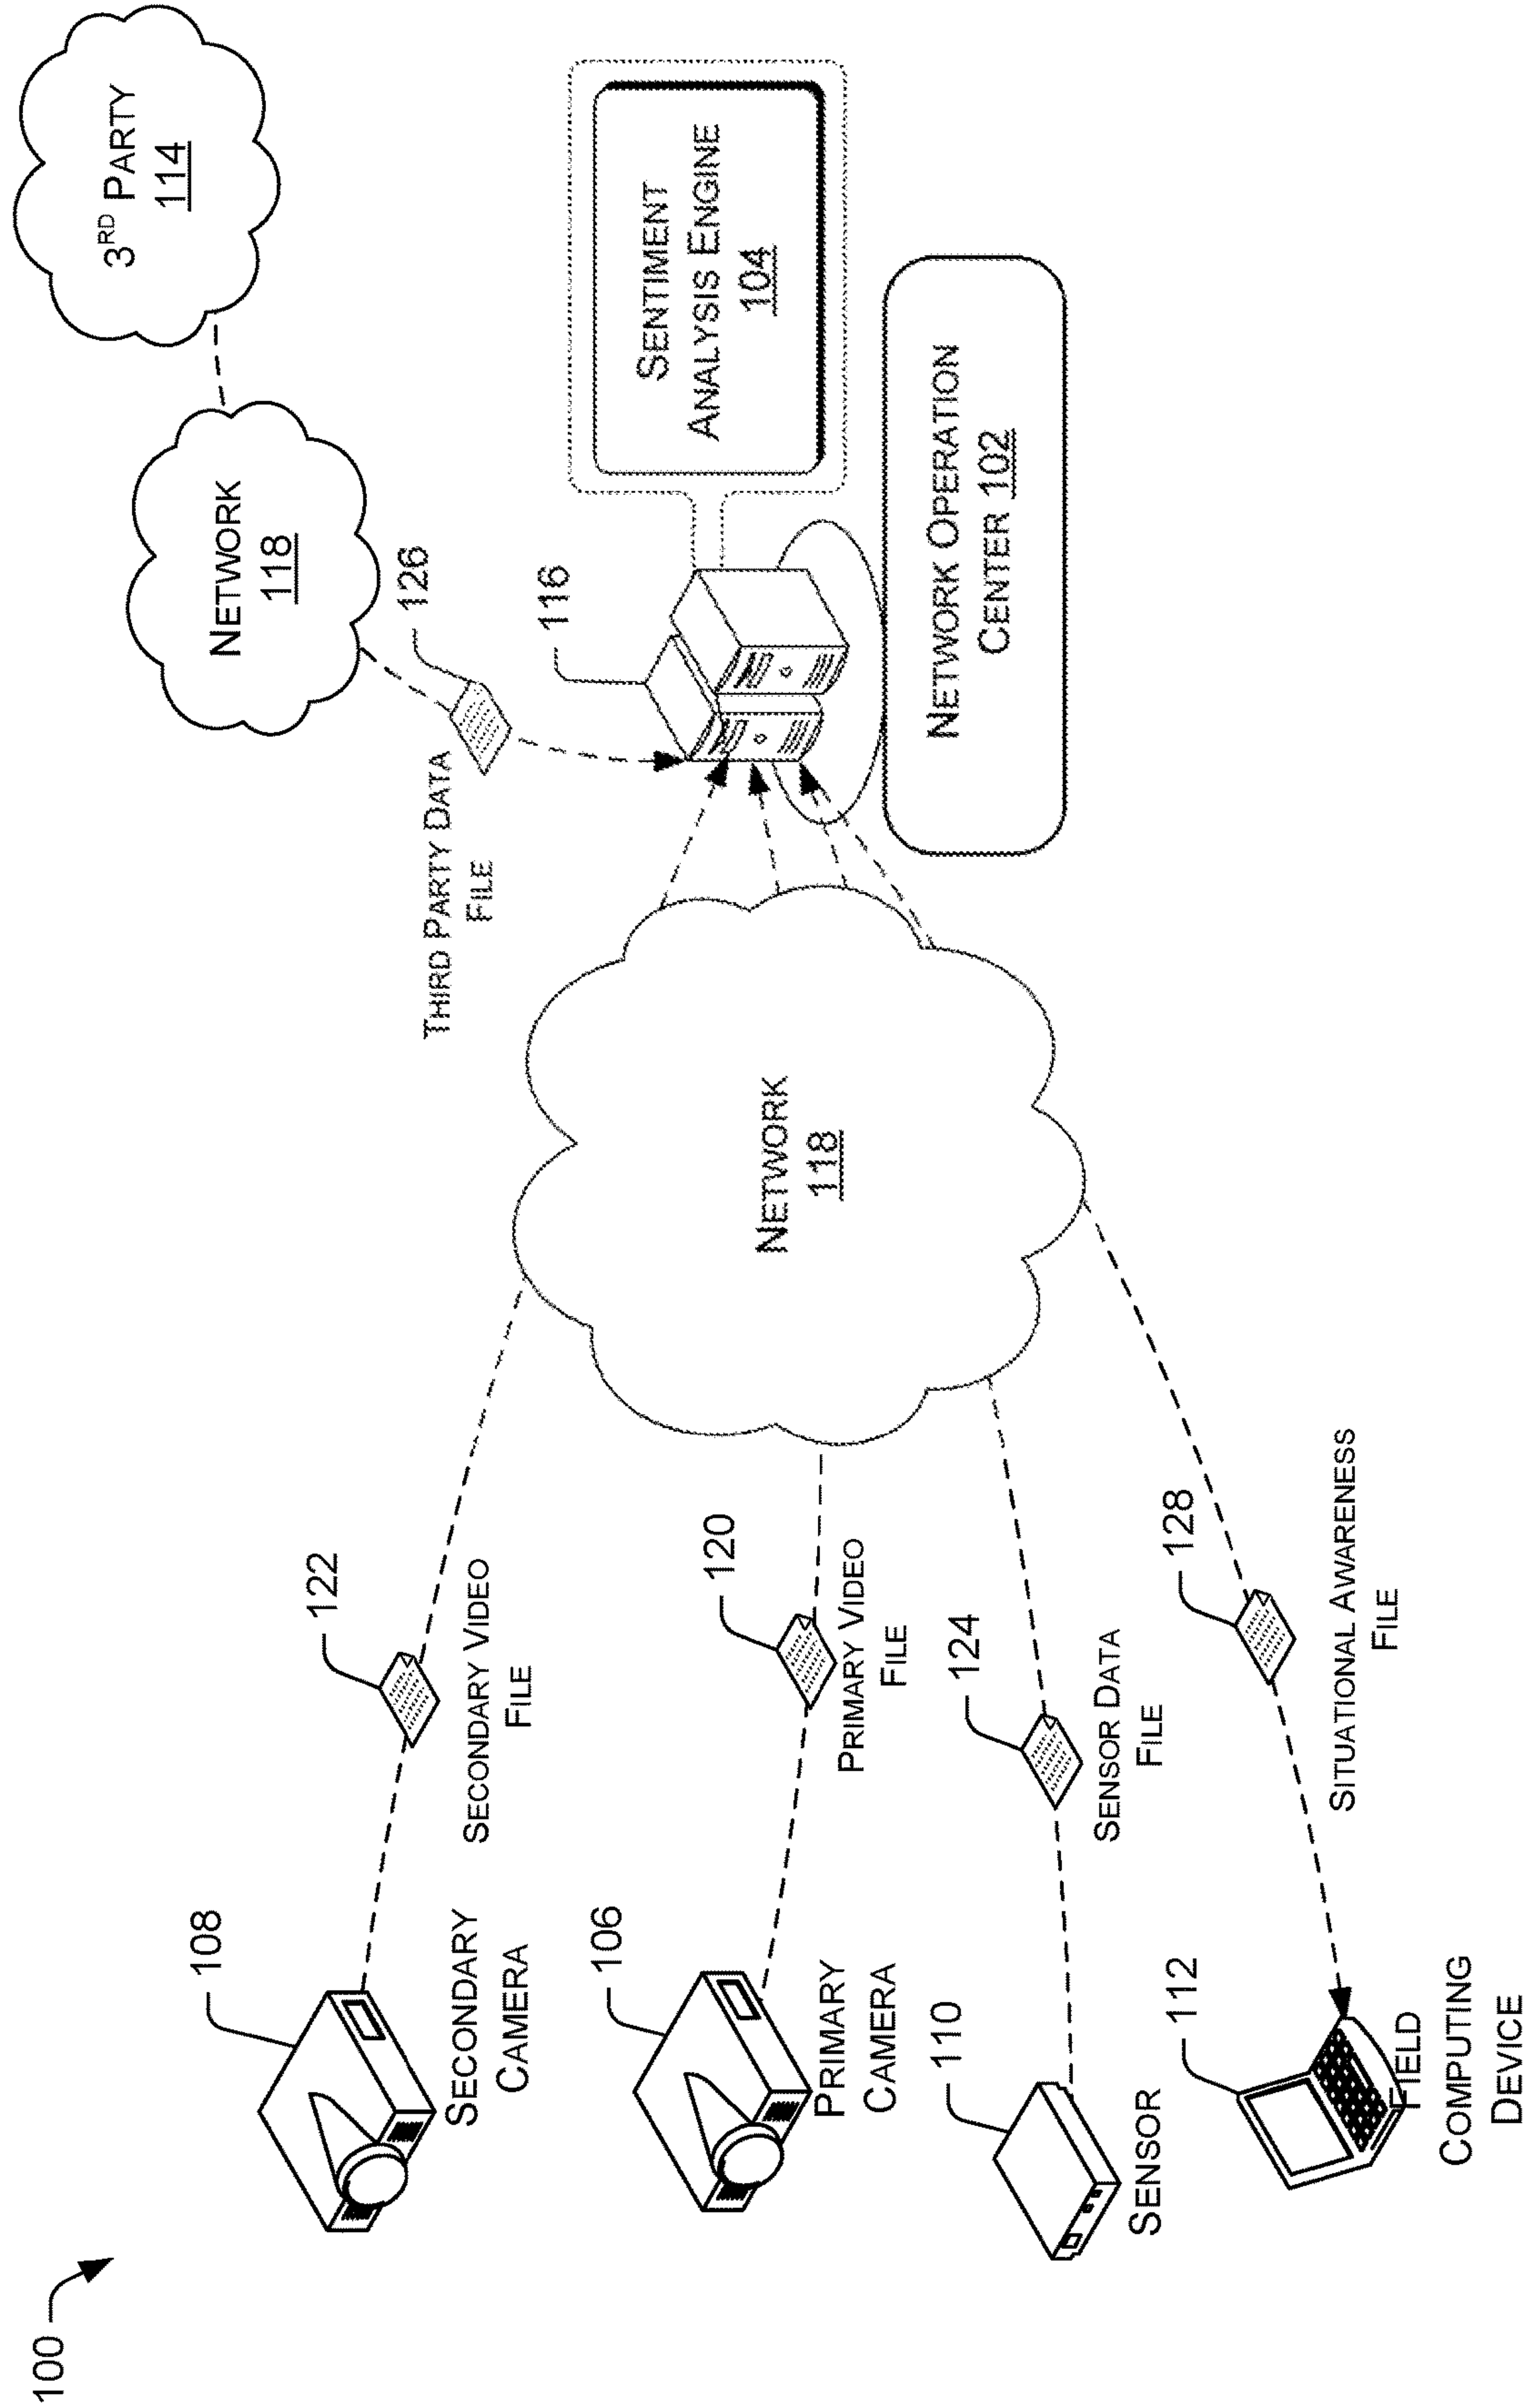 100
108
SECONDARY
CAMERA
122
SECONDARY VIDEO
FILE
106
PRIMARY
CAMERA
120
PRIMARY VIDEO
FILE
110
SENSOR
124
SENSOR DATA
FILE
112
FIELD
COMPUTING
DEVICE
128
SITUATIONAL AWARENESS
FILE
NETWORK
118
THIRD PARTY DATA
FILE
126
116
NETWORK
118
3RD PARTY
114
SENTIMENT
ANALYSIS ENGINE
104
NETWORK OPERATION
CENTER 102